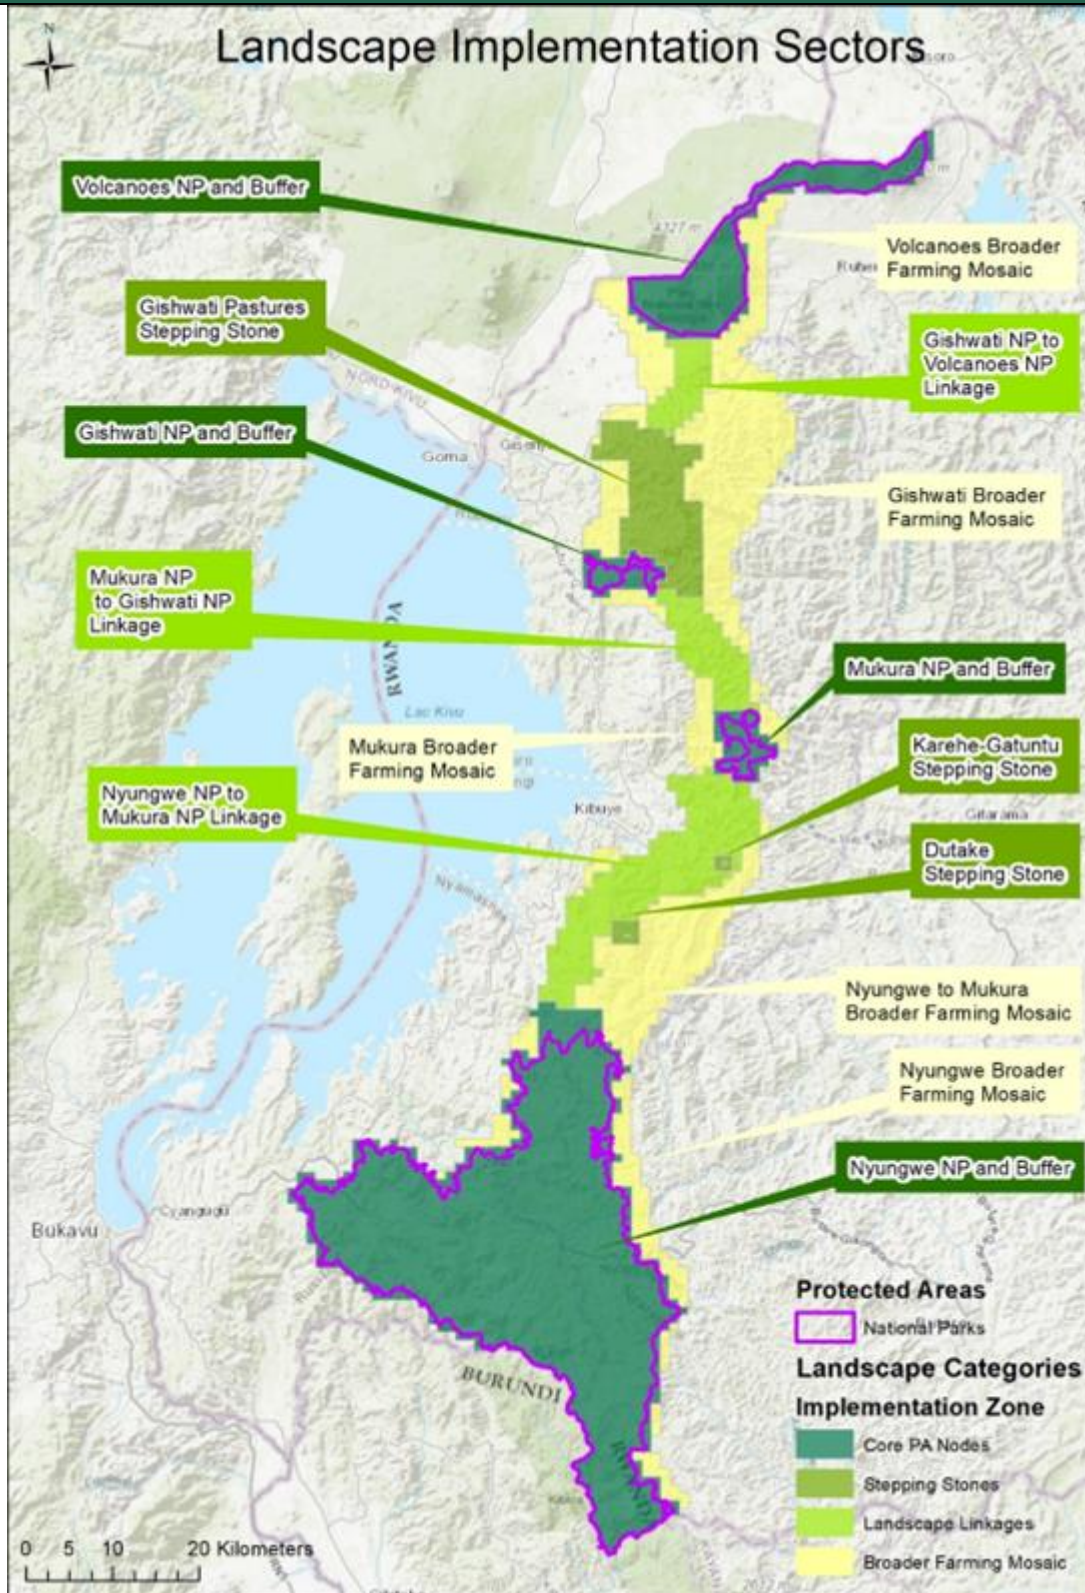 N
Landscape Implementation Sectors
Volcanoes NP and Buffer
Volcanoes Broader
Farming Mosaic
Gishwati Pastures
Stepping Stone
Gishwati NP to
Volcanoes NP
Linkage
NORD-KIVU
Gishwati NP and Buffer
Goma
Gishwati Broader
Farming Mosaic
Mukura NP
to Gishwati NP
Linkage
RWANDA
Mukura NP and Buffer
Lac Kivu
Mukura Broader
Farming Mosaic
Karehe-Gatuntu
Stepping Stone
Nyungwe NP to
Mukura NP Linkage
Kibuye
Gitarama
Dutake
Stepping Stone
Nyungwe to Mukura
Broader Farming Mosaic
Nyungwe Broader
Farming Mosaic
Nyungwe NP and Buffer
Cyangugu
Bukavu
Protected Areas
National Parks
BURUNDI
Landscape Categories
Implementation Zone
Core PA Nodes
Stepping Stones
Landscape Linkages
Broader Farming Mosaic
0 5 10 20 Kilometers